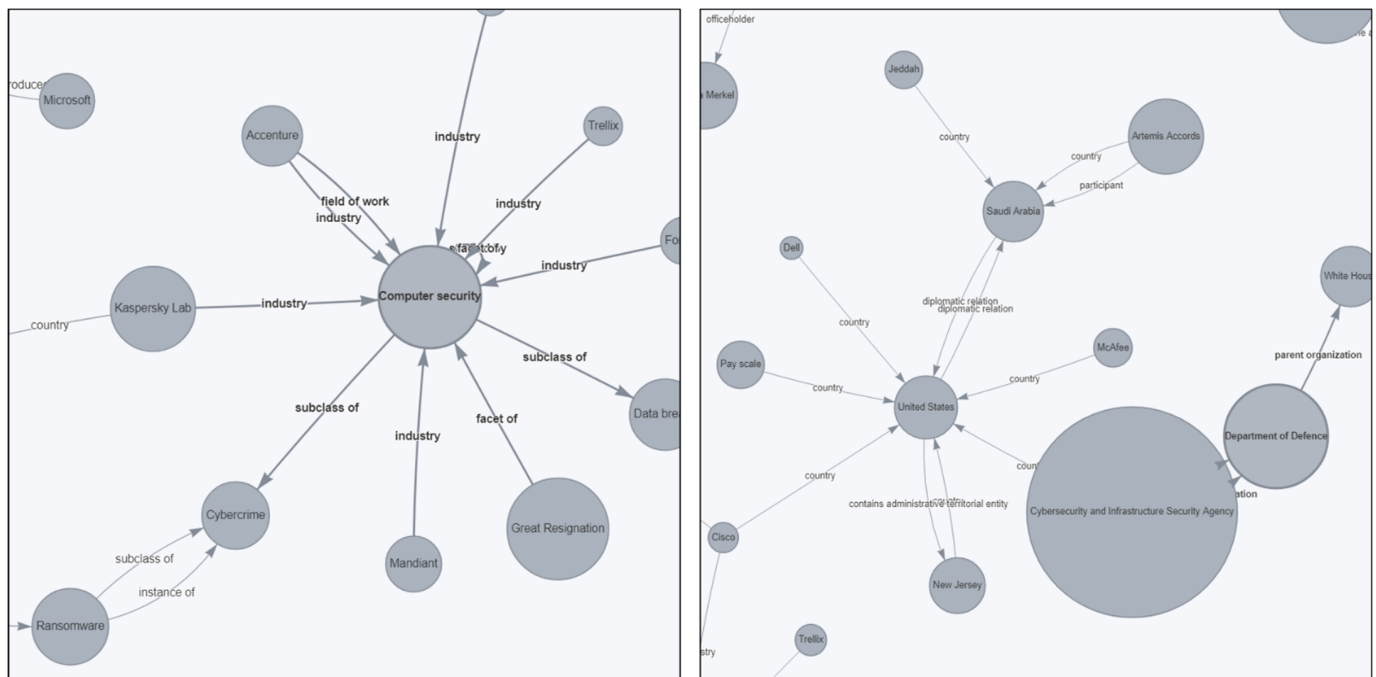 roduce
Microsoft
Accenture
industry
Trellix
field of work
industry
industry
facet of
Fo
industry
Computer security
Kaspersky Lab
industry
country
subclass of
Data brea
subclass of
facet of
industry
Cybercrime
Great Resignation
subclass of
Mandiant
instance of
Ransomware
officeholder
Jeddah
Merkel
country
Artemis Accords
country
participant
Saudi Arabia
Dell
White Hous
diplomatic relation
diplomatic relation
country
McAfee
parent organization
Pay scale
country
country
United States
Department of Defence
country
coun
ation
contains administrative territorial entity
Cybersecurity and Infrastructure Security Agency
Cisco
New Jersey
Trellix
stry